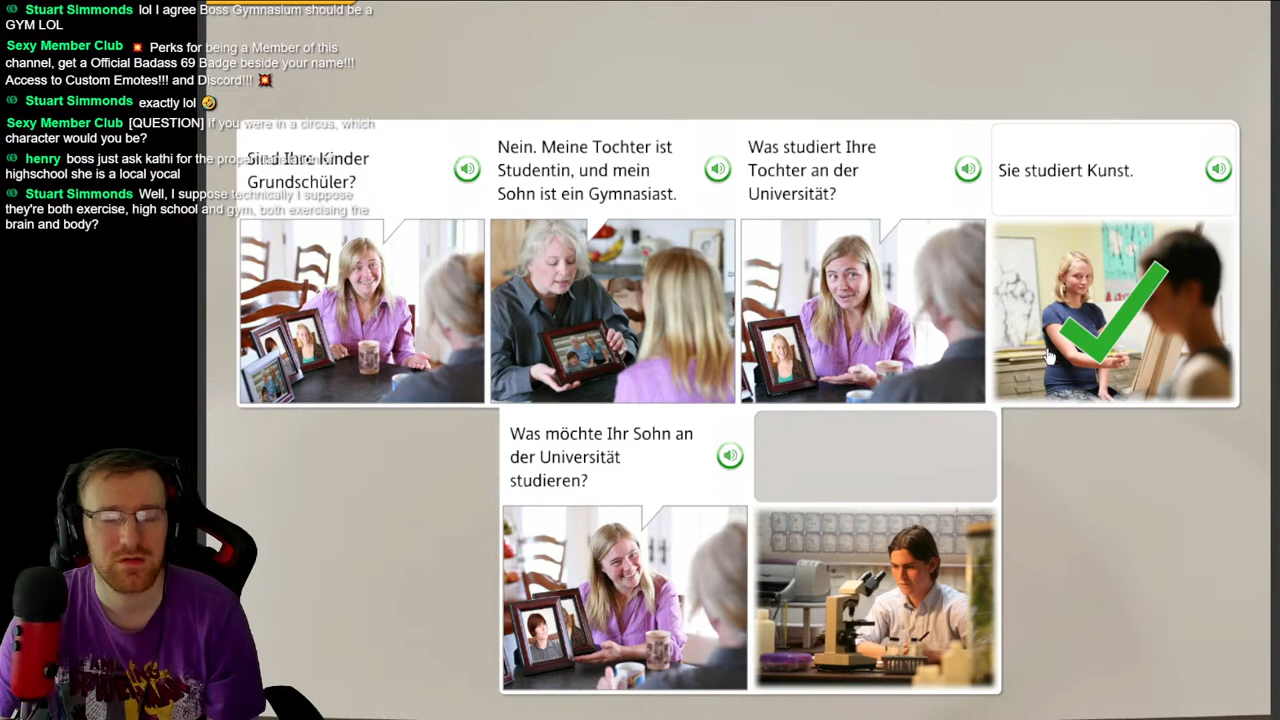 Stuart Simmonds lol I agree Boss Gymnasium should be a
GYM LOL
Sexy Member Club 💥 Perks for being a Member of this
channel, get a Official Badass 69 Badge beside your name!!!
Access to Custom Emotes!!! and Discord!!! 💥
Stuart Simmonds exactly lol 🤣
Sexy Member Club [QUESTION] If you were in a circus, which
character would you be?
henry boss just ask kathi for the
highschool she is a local yocal
Stuart Simmonds Well, I suppose technically I suppose
they're both exercise, high school and gym, both exercising the
brain and body?
Sind Ihre Kinder
Grundschüler?
Nein. Meine Tochter ist
Studentin, und mein
Sohn ist ein Gymnasiast.
Was studiert Ihre
Tochter an der
Universität?
Sie studiert Kunst.
Was möchte Ihr Sohn an
der Universität
studieren?